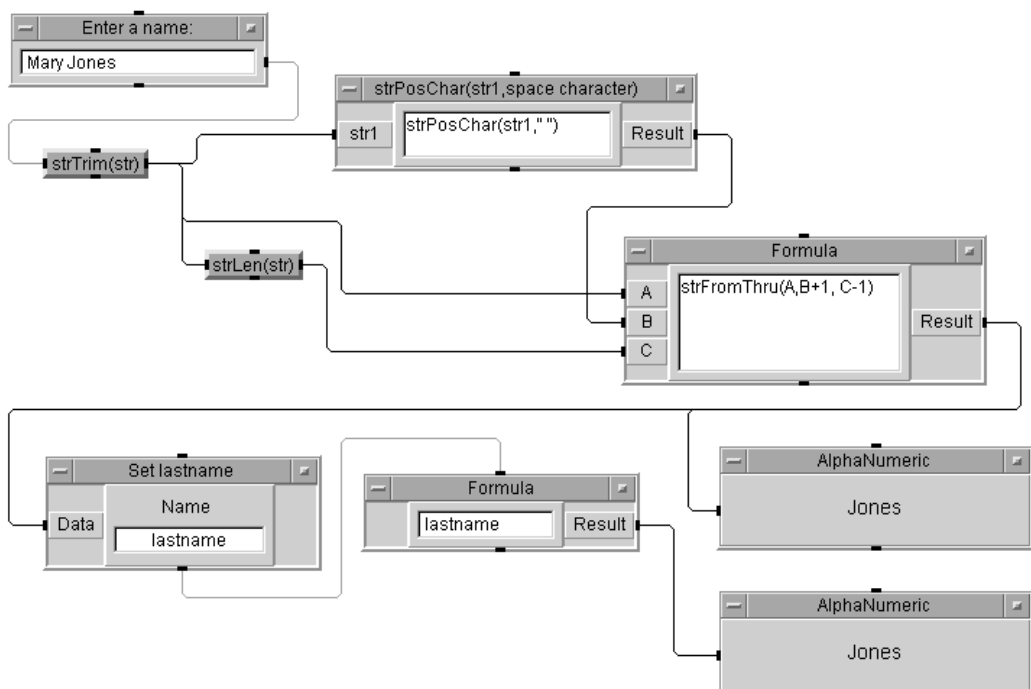 Enter a name:
Mary Jones
strPosChar(str1,space character)
str1
strPosChar(str1," ")
Result
strTrim(str)
strLen(str)
Formula
A
B
C
strFromThru(A,B+1, C-1)
Result
Set lastname
Data
Name
lastname
Formula
lastname
Result
AlphaNumeric
Jones
AlphaNumeric
Jones